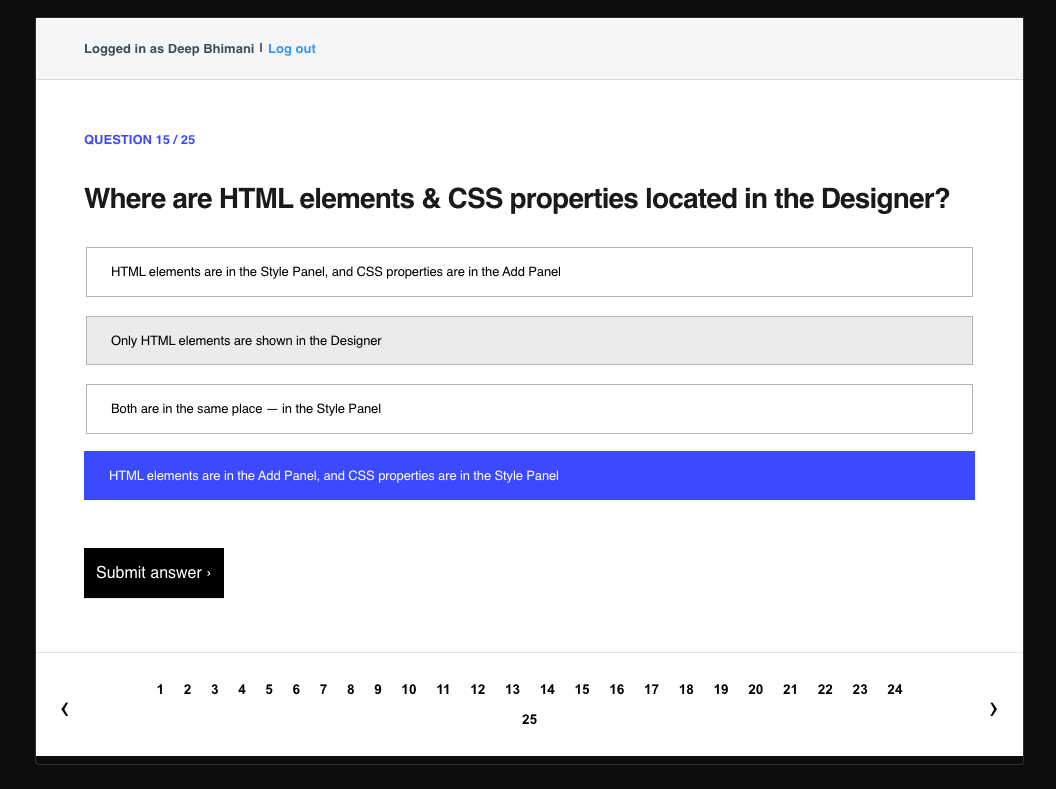 Logged in as Deep Bhimani | Log out
QUESTION 15 / 25
Where are HTML elements & CSS properties located in the Designer?
HTML elements are in the Style Panel, and CSS properties are in the Add Panel
Only HTML elements are shown in the Designer
Both are in the same place — in the Style Panel
HTML elements are in the Add Panel, and CSS properties are in the Style Panel
Submit answer ›
1 2 3 4 5 6 7 8 9 10 11 12 13 14 15 16 17 18 19 20 21 22 23 24
25